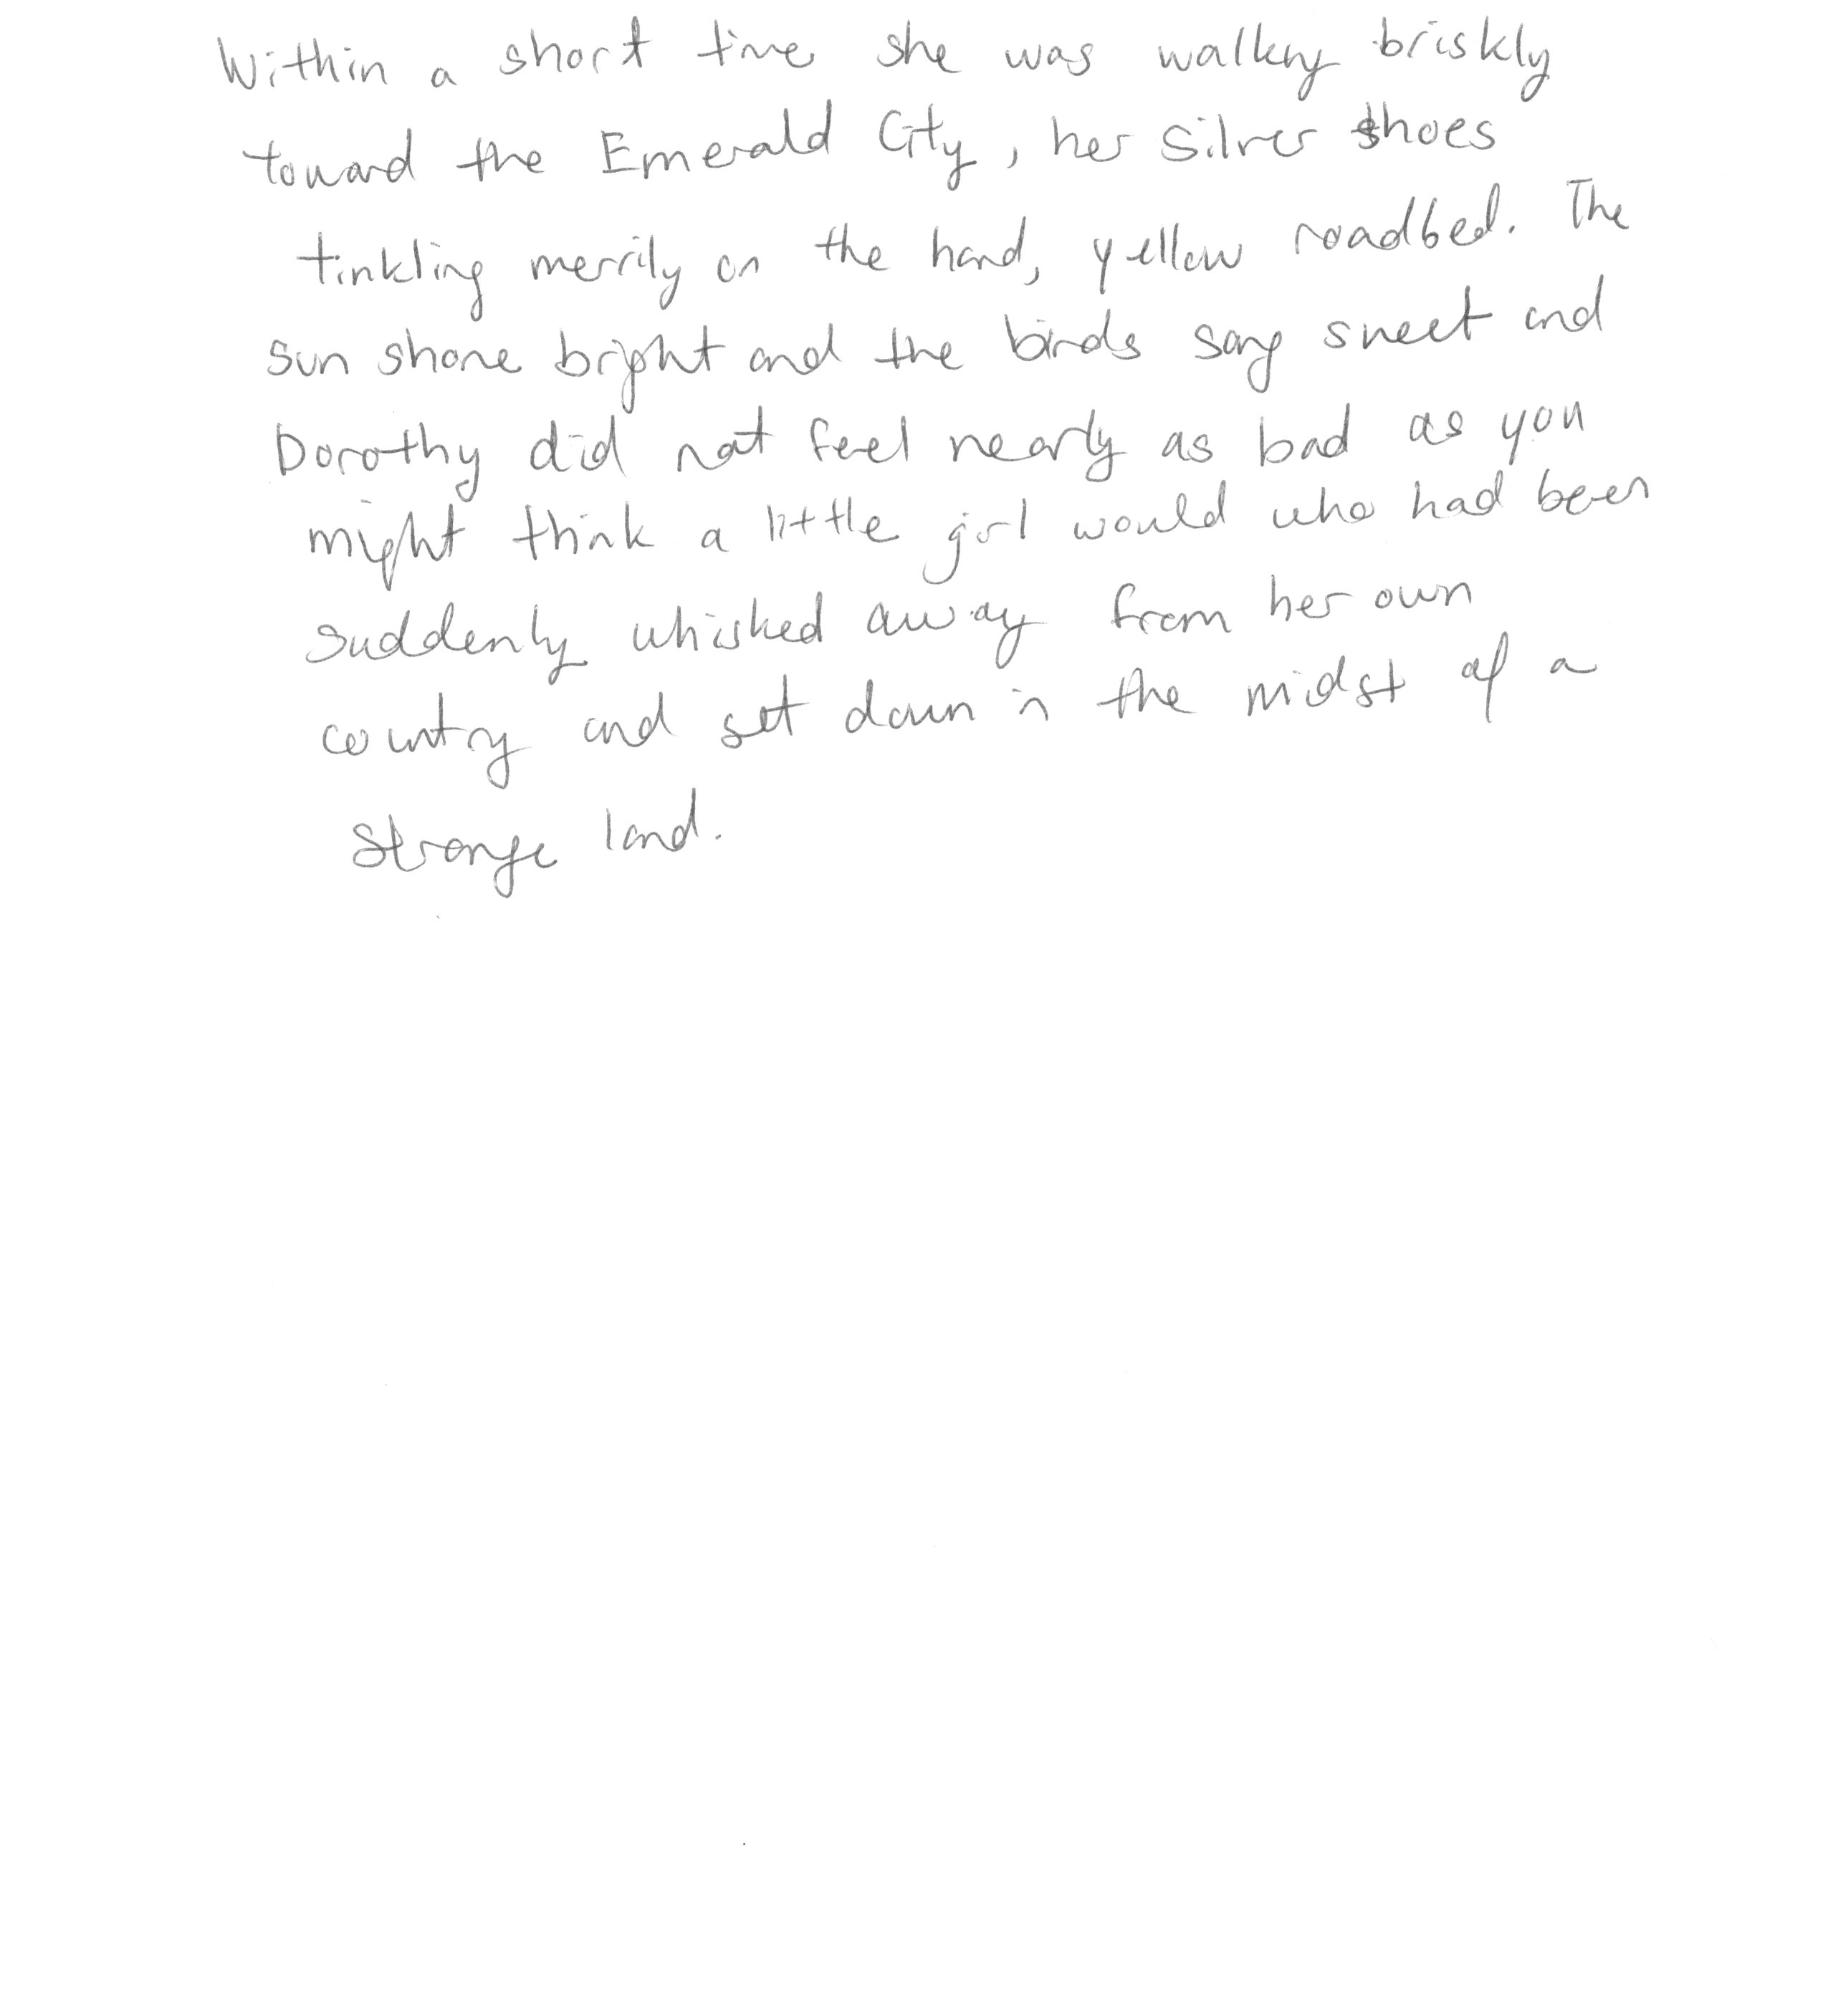 Within a short time she was walking briskly
toward the Emerald City, her Silver Shoes
tinkling merrily on the hard, yellow roadbed. The
sun shone bright and the birds sang sweet and
Dorothy did not feel nearly as bad as you
might think a little girl would who had been
suddenly whisked away from her own
country and set down in the midst of a
strange land.